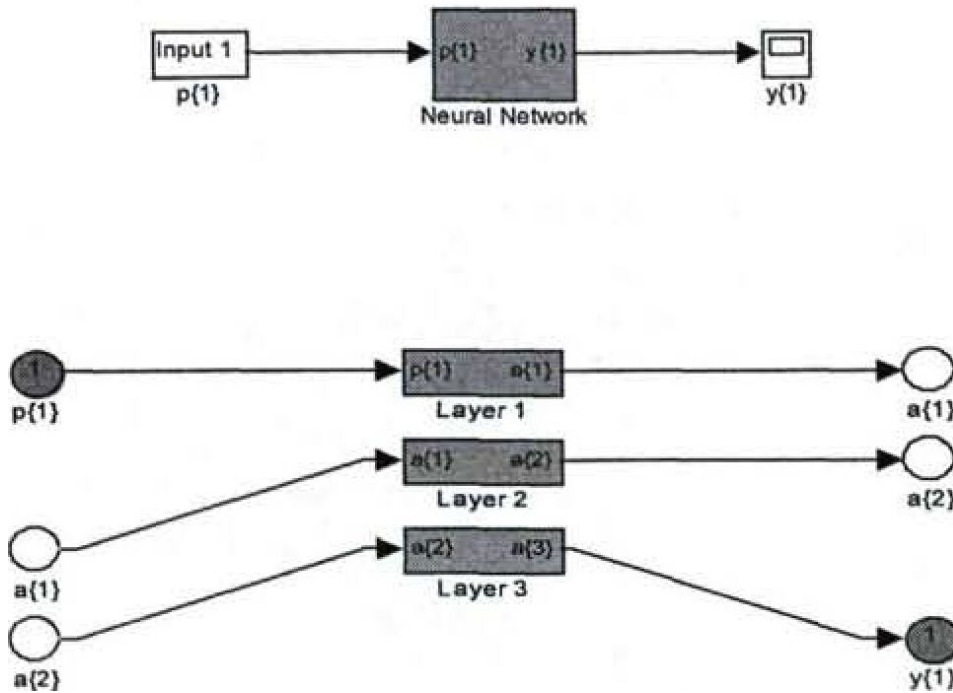 Input 1
p{1}
p{1} y{1}
Neural Network
y{1}
1
p{1}
p{1} a{1}
Layer 1
a{1}
a{1} a{2}
Layer 2
a{2}
a{1}
a{2} a{3}
Layer 3
a{2}
1
y{1}